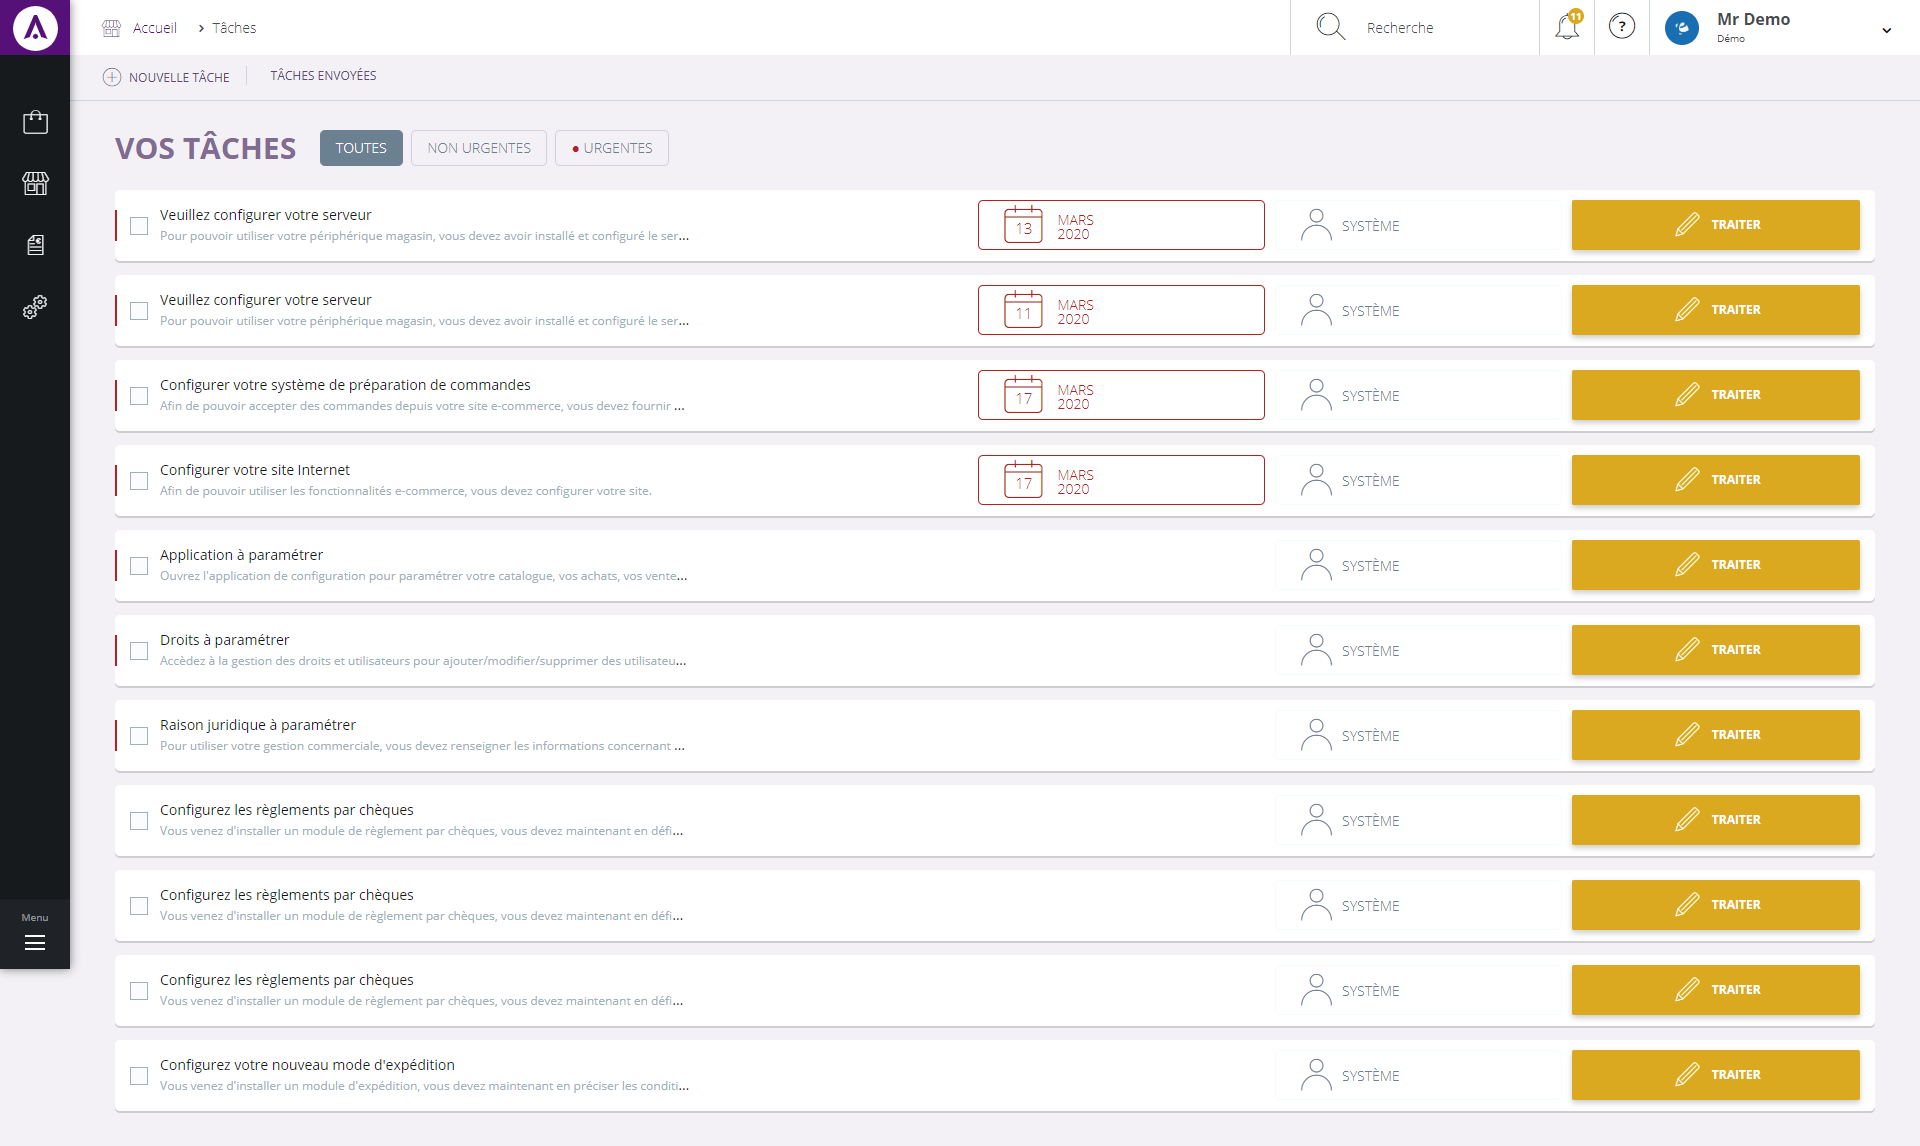 Accueil > Tâches
Recherche
11
?
Mr Demo
Démo
NOUVELLE TÂCHE
TÂCHES ENVOYÉES
VOS TÂCHES
TOUTES
NON URGENTES
URGENTES
Veuillez configurer votre serveur
Pour pouvoir utiliser votre périphérique magasin, vous devez avoir installé et configuré le ser...
13
MARS
2020
SYSTÈME
TRAITER
Veuillez configurer votre serveur
Pour pouvoir utiliser votre périphérique magasin, vous devez avoir installé et configuré le ser...
11
MARS
2020
SYSTÈME
TRAITER
Configurer votre système de préparation de commandes
Afin de pouvoir accepter des commandes depuis votre site e-commerce, vous devez fournir ...
17
MARS
2020
SYSTÈME
TRAITER
Configurer votre site Internet
Afin de pouvoir utiliser les fonctionnalités e-commerce, vous devez configurer votre site.
17
MARS
2020
SYSTÈME
TRAITER
Application à paramétrer
Ouvrez l'application de configuration pour paramétrer votre catalogue, vos achats, vos vente...
SYSTÈME
TRAITER
Droits à paramétrer
Accèdez à la gestion des droits et utilisateurs pour ajouter/modifier/supprimer des utilisateu...
SYSTÈME
TRAITER
Raison juridique à paramétrer
Pour utiliser votre gestion commerciale, vous devez renseigner les informations concernant ...
SYSTÈME
TRAITER
Configurez les règlements par chèques
Vous venez d'installer un module de règlement par chèques, vous devez maintenant en défi...
SYSTÈME
TRAITER
Configurez les règlements par chèques
Vous venez d'installer un module de règlement par chèques, vous devez maintenant en défi...
SYSTÈME
TRAITER
Menu
Configurez les règlements par chèques
Vous venez d'installer un module de règlement par chèques, vous devez maintenant en défi...
SYSTÈME
TRAITER
Configurez votre nouveau mode d'expédition
Vous venez d'installer un module d'expédition, vous devez maintenant en préciser les conditi...
SYSTÈME
TRAITER